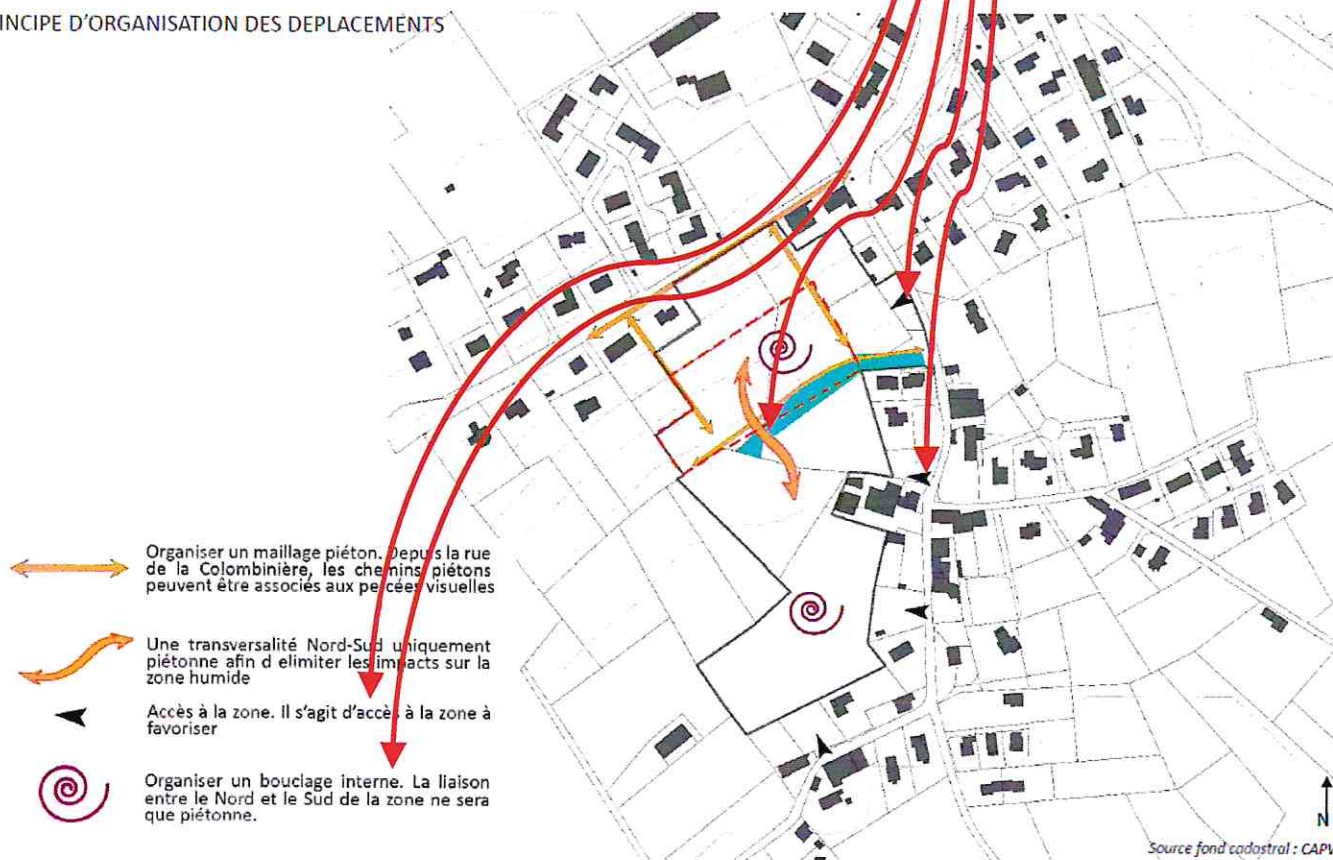 INCIPE D'ORGANISATION DES DEPLACEMENTS
Organiser un maillage piéton. Depuis la rue
de la Colombinière, les chemins piétons
peuvent être associés aux percées visuelles
Une transversalité Nord-Sud uniquement
piétonne afin d elimiter les impacts sur la
zone humide
Accès à la zone. Il s'agit d'accès à la zone à
favoriser
Organiser un bouclage interne. La liaison
entre le Nord et le Sud de la zone ne sera
que piétonne.
N
Source fond cadastral : CAPV